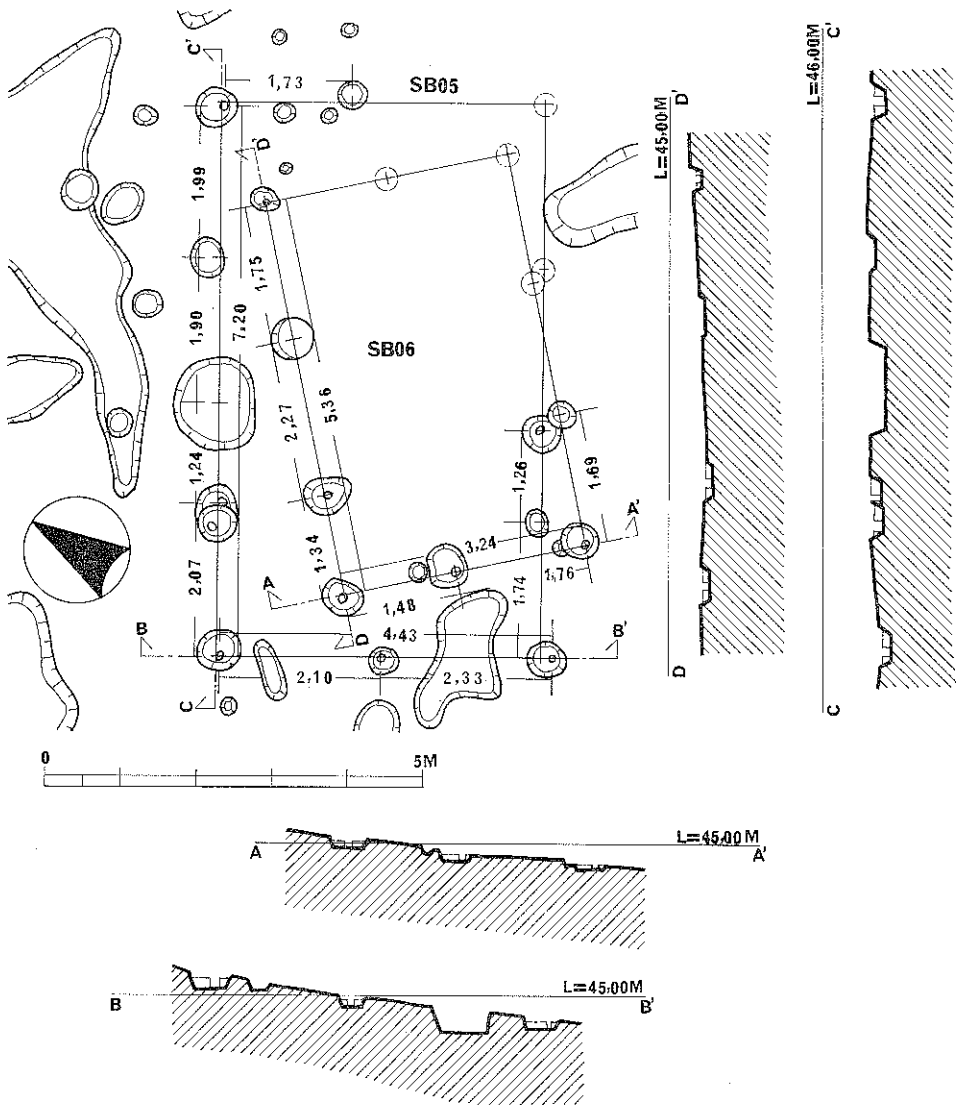 C'
1,73
SB05
D'
1,99
1,75
1,90
7,20
SB06
2,27
5,36
1,24
1,26
1,69
A'
3,24
1,34
2,07
A
1,48
1,74
1,76
B
D
4,43
B'
C
2,10
2,33
L=45,00M
D'
D
L=46,00M
C'
C
0
5M
A
L=45,00M
A'
B
L=45,00M
B'